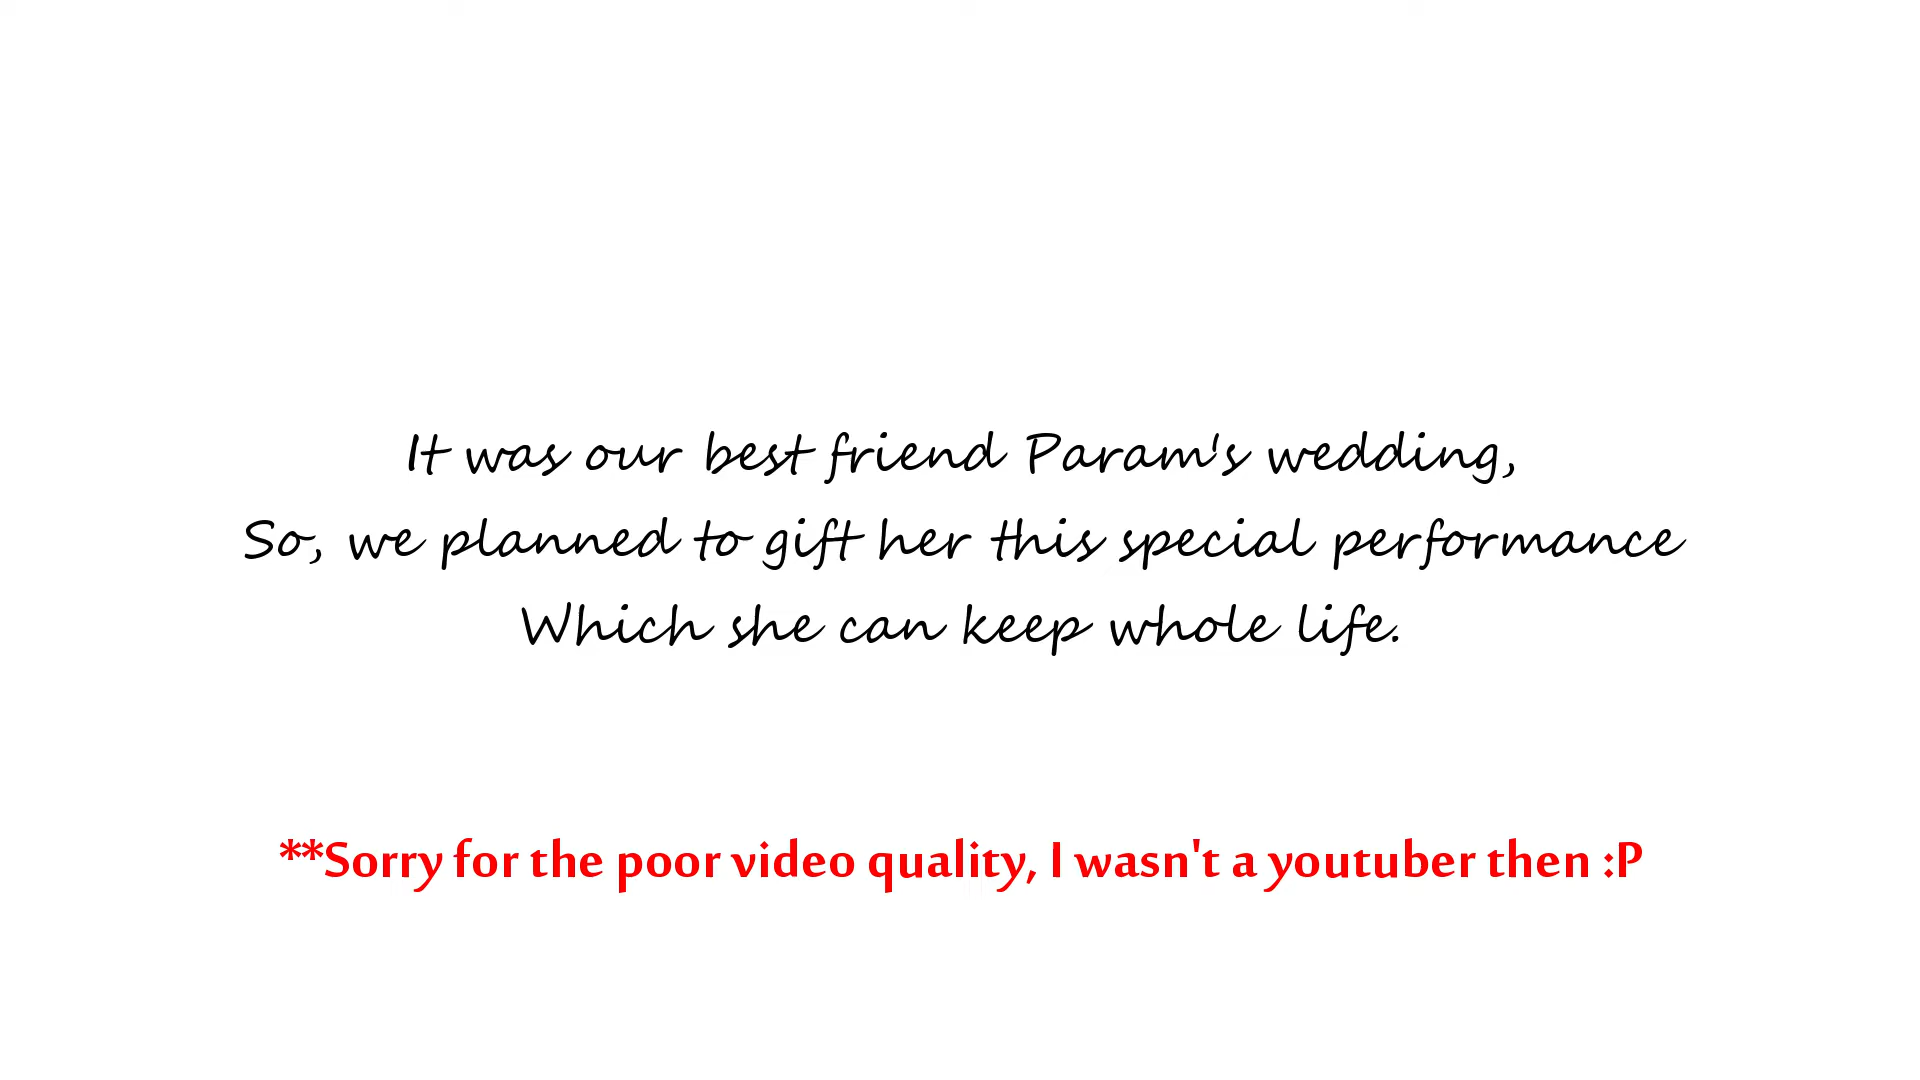 It was our best friend Param's wedding,
So, we planned to gift her this special performance
Which she can keep whole life.
**Sorry for the poor video quality, I wasn't a youtuber then :P